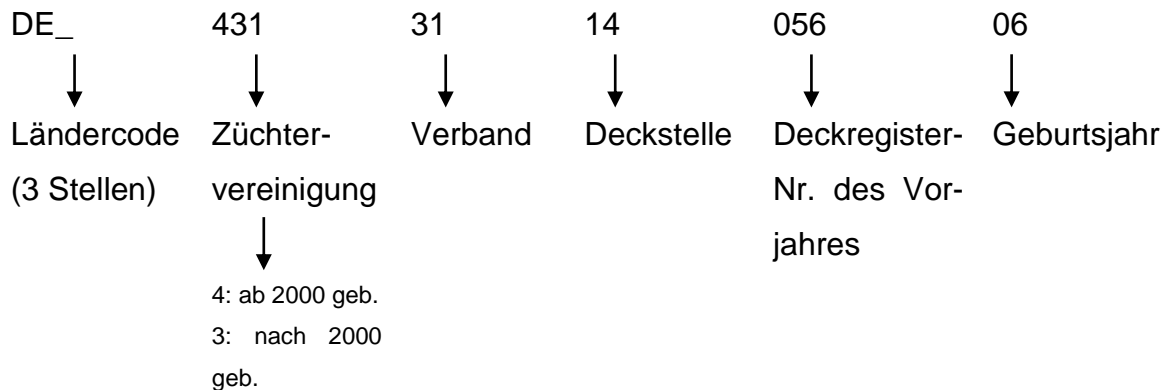 DE_ 431 31 14 056 06
Ländercode Züchter- Verband Deckstelle Deckregister- Geburtsjahr
(3 Stellen) vereinigung Nr. des Vor-
jahres
4: ab 2000 geb.
3: nach 2000
geb.